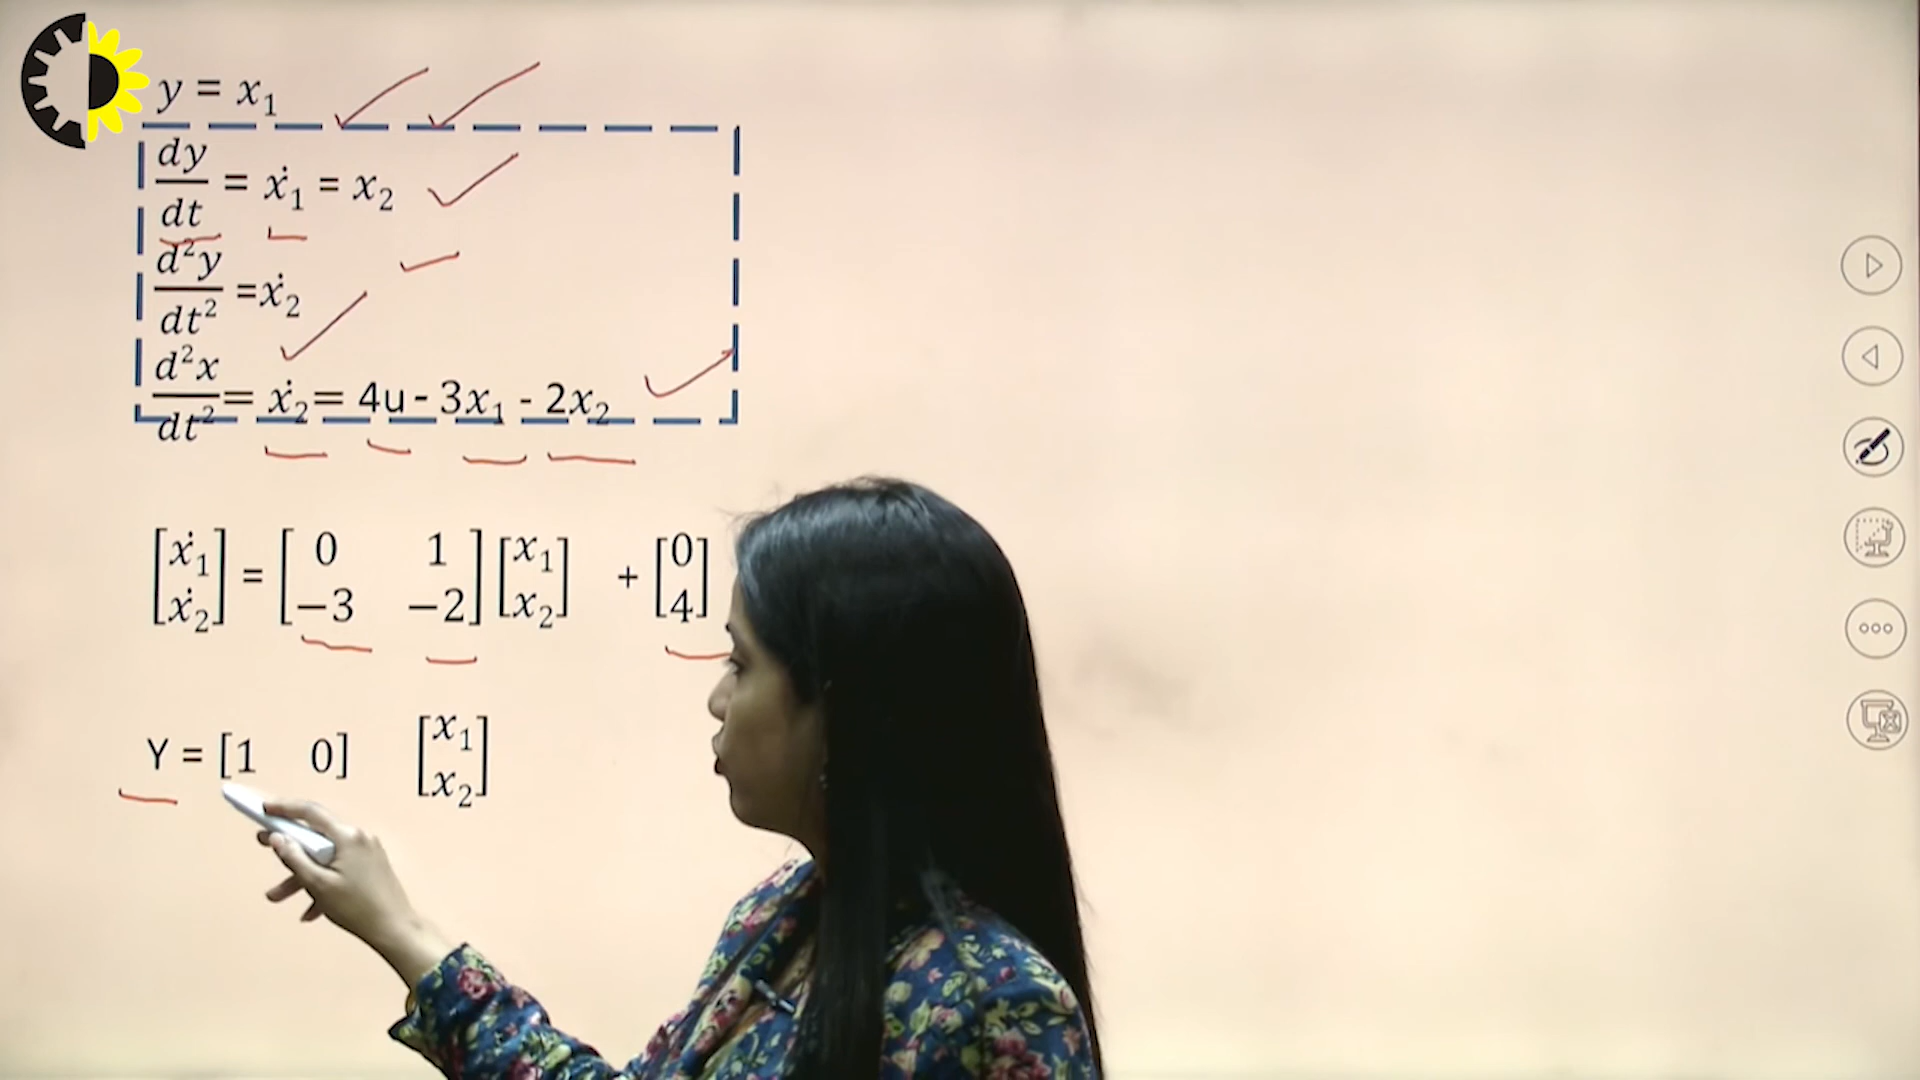 y = x₁
dy/dt = ẋ₁ = x₂
d²y/dt² =ẋ₂
d²x/dt² = ẋ₂= 4u - 3x₁ - 2x₂
[ẋ₁ ẋ₂] = [0 1 −3 −2] [x₁ x₂] + [0 4]
Y = [1 0] [x₁ x₂]